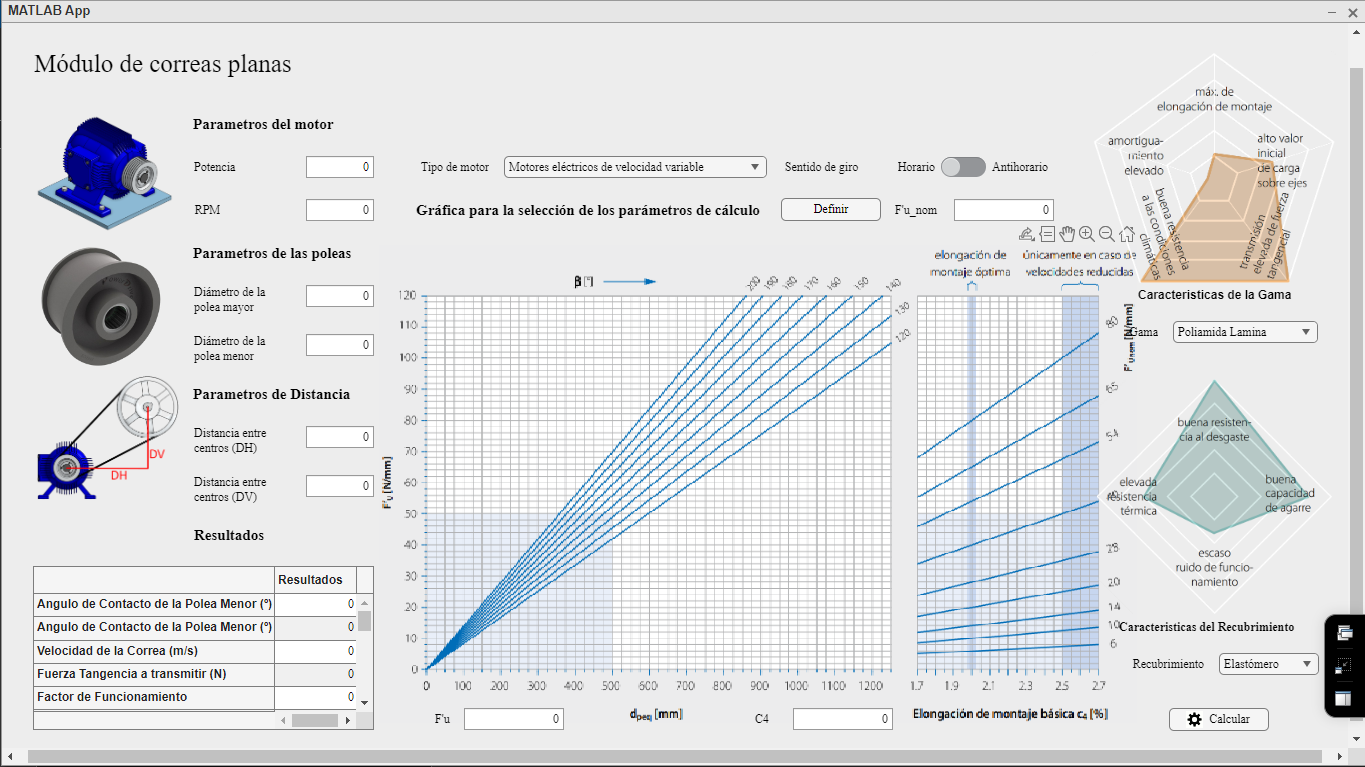 MATLAB App
Módulo de correas planas
Parametros del motor
Potencia
0
Tipo de motor
Motores eléctricos de velocidad variable
Sentido de giro
Horario
Antihorario
RPM
0
Gráfica para la selección de los parámetros de cálculo
Definir
F'u_nom
0
Parametros de las poleas
Diámetro de la
polea mayor
0
Diámetro de la
polea menor
0
Parametros de Distancia
Distancia entre
centros (DH)
0
Distancia entre
centros (DV)
0
DV
DH
Resultados
Resultados
Angulo de Contacto de la Polea Menor (º)
0
Angulo de Contacto de la Polea Menor (º)
0
Velocidad de la Correa (m/s)
0
Fuerza Tangencia a transmitir (N)
0
Factor de Funcionamiento
0
β [°]
200 190 180 170 160 150 140
130
120
120
110
100
90
80
70
60
50
40
30
20
10
0
F'u [N/mm]
0 100 200 300 400 500 600 700 800 900 1000 1100 1200
[mm]
elongación de
montaje óptima
únicamente en caso de
velocidades reducidas
80
65
54
40
28
20
14
10
6
[N/mm]
1.7 1.9 2.1 2.3 2.5 2.7
Elongación de montaje básica c4 [%]
F'u
0
C4
0
máx. de
elongación de montaje
amortigua-
miento
elevado
alto valor
inicial
de carga
sobre ejes
buena resistencia
a las condiciones
climáticas
transmisión
elevada de fuerza
tangencial
Caracteristicas de la Gama
Gama
Poliamida Lamina
buena resisten-
cia al desgaste
elevada
resistencia
térmica
buena
capacidad
de agarre
escaso
ruido de funcio-
namiento
Caracteristicas del Recubrimiento
Recubrimiento
Elastómero
Calcular